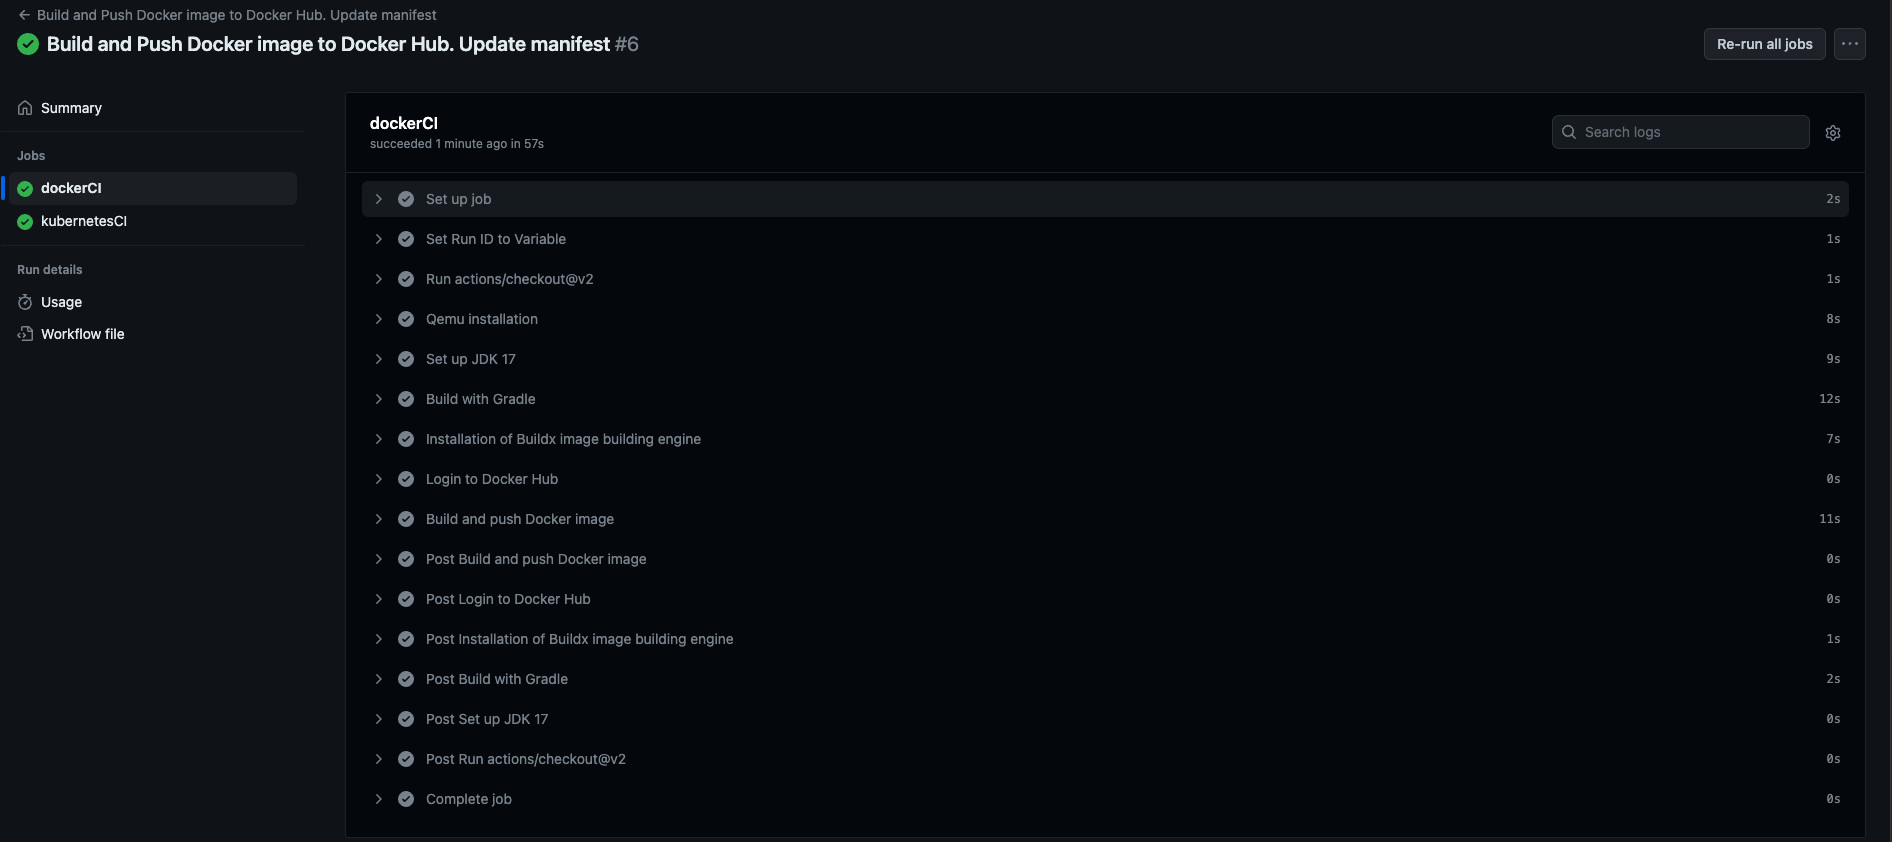 Build and Push Docker image to Docker Hub. Update manifest
Build and Push Docker image to Docker Hub. Update manifest #6
Re-run all jobs
Summary
Jobs
dockerCI
kubernetesCI
Run details
Usage
Workflow file
dockerCI
succeeded 1 minute ago in 57s
Search logs
Set up job 2s
Set Run ID to Variable 1s
Run actions/checkout@v2 1s
Qemu installation 8s
Set up JDK 17 9s
Build with Gradle 12s
Installation of Buildx image building engine 7s
Login to Docker Hub 0s
Build and push Docker image 11s
Post Build and push Docker image 0s
Post Login to Docker Hub 0s
Post Installation of Buildx image building engine 1s
Post Build with Gradle 2s
Post Set up JDK 17 0s
Post Run actions/checkout@v2 0s
Complete job 0s